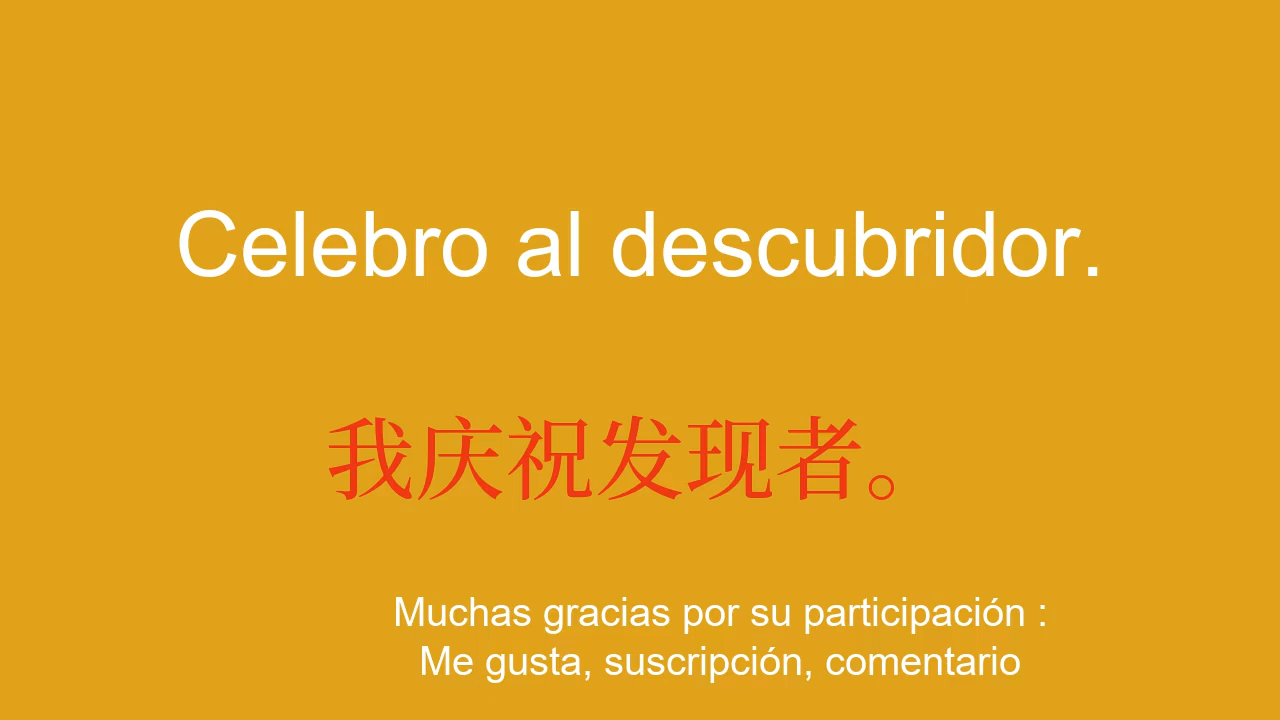 Celebro al descubridor.
我庆祝发现者。
Muchas gracias por su participación :
Me gusta, suscripción, comentario